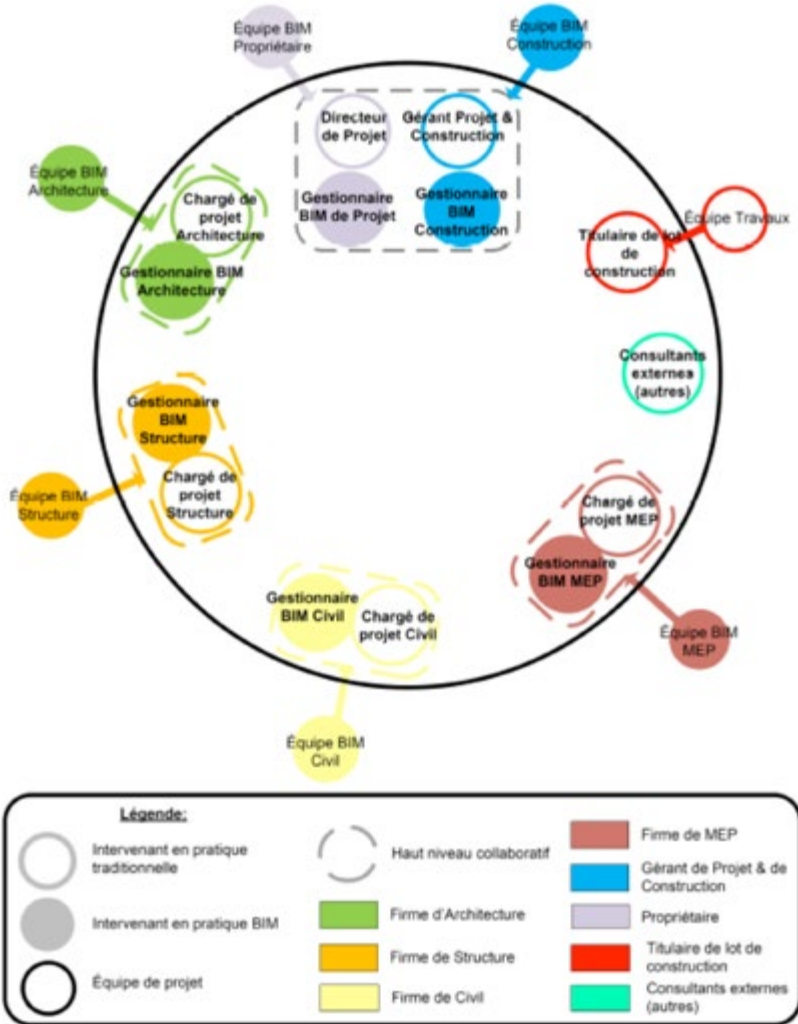 Équipe BIM
Propriétaire
Équipe BIM
Construction
Directeur
de Projet
Gérant Projet &
Construction
Gestionnaire
BIM de Projet
Gestionnaire
BIM
Construction
Équipe BIM
Architecture
Chargé de
projet
Architecture
Gestionnaire BIM
Architecture
Équipe Travaux
Titulaire de lot
de
construction
Consultants
externes
(autres)
Gestionnaire
BIM
Structure
Chargé de
projet
Structure
Équipe BIM
Structure
Chargé de
projet MEP
Gestionnaire
BIM MEP
Équipe BIM
MEP
Gestionnaire
BIM Civil
Chargé de
projet Civil
Équipe BIM
Civil
Légende:
Intervenant en pratique
traditionnelle
Intervenant en pratique BIM
Équipe de projet
Haut niveau collaboratif
Firme d'Architecture
Firme de Structure
Firme de Civil
Firme de MEP
Gérant de Projet & de
Construction
Propriétaire
Titulaire de lot de
construction
Consultants externes
(autres)